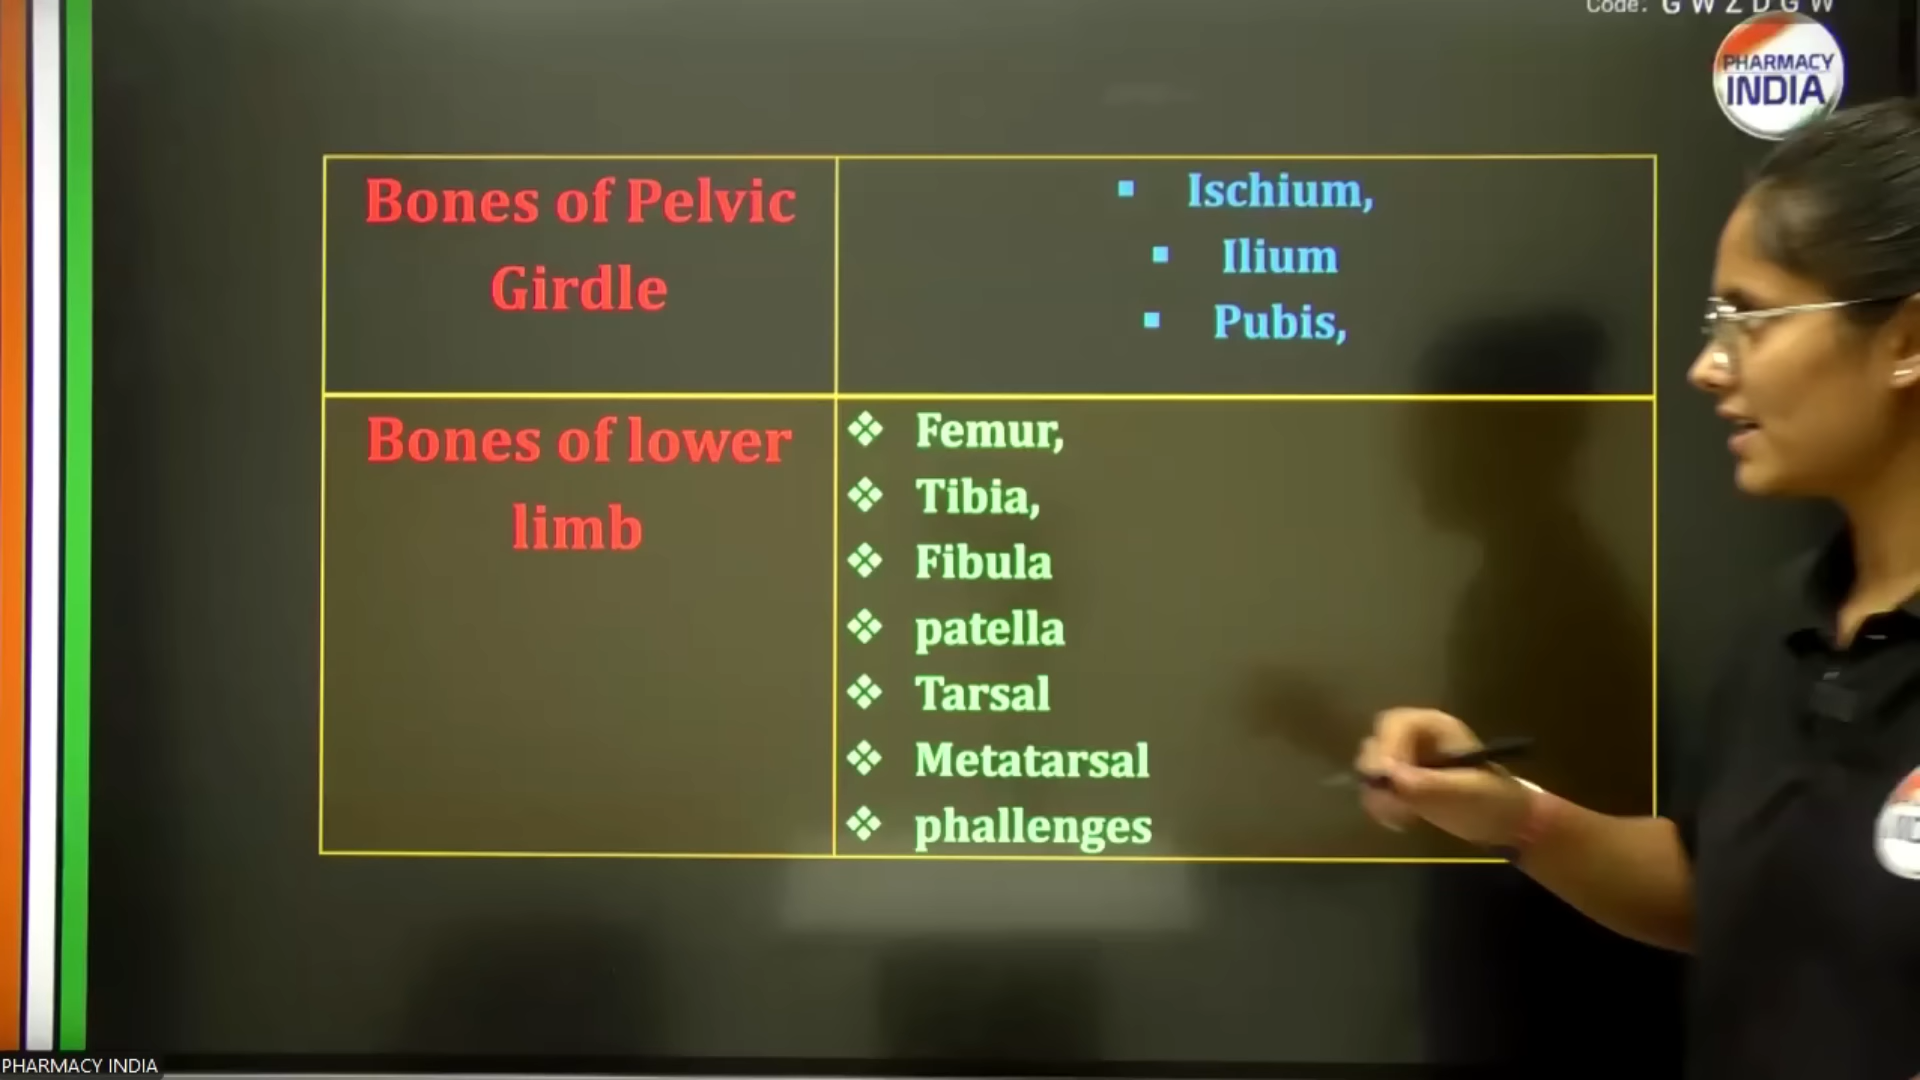 Code: G W Z D G W
PHARMACY
INDIA
Bones of Pelvic
Girdle
▪ Ischium,
▪ Ilium
▪ Pubis,
Bones of lower
limb
❖ Femur,
❖ Tibia,
❖ Fibula
❖ patella
❖ Tarsal
❖ Metatarsal
❖ phallenges
PHARMACY INDIA